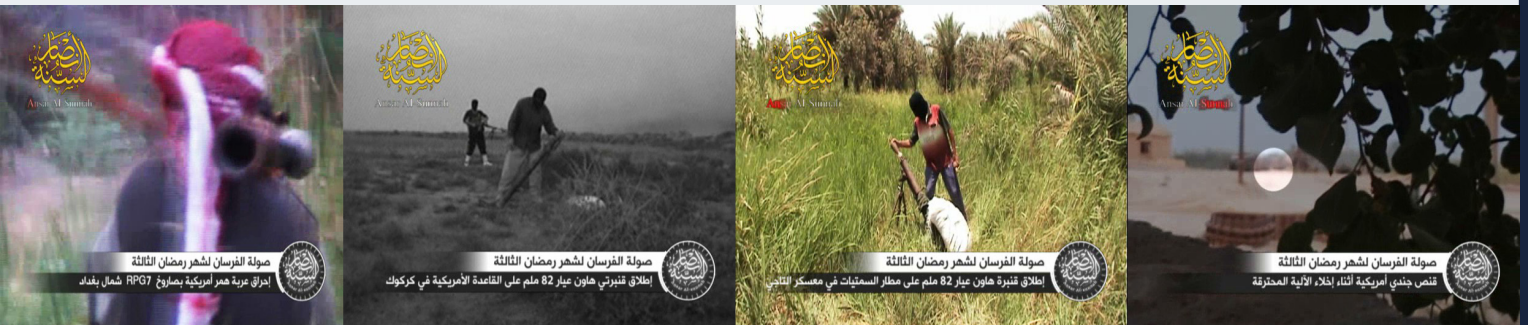 أنصار السنة
Ansar Al Sunnah
صولة الفرسان لشهر رمضان الثالثة
إحراق عربة همر أمريكية بصاروخ RPG7 شمال بغداد
أنصار السنة
Ansar Al Sunnah
صولة الفرسان لشهر رمضان الثالثة
إطلاق قنبرتي هاون عيار 82 ملم على القاعدة الأمريكية في كركوك
أنصار السنة
Ansar Al Sunnah
صولة الفرسان لشهر رمضان الثالثة
إطلاق قنبرة هاون عيار 82 ملم على مطار السمتيات في معسكر التاجي
أنصار السنة
Ansar Al Sunnah
صولة الفرسان لشهر رمضان الثالثة
قنص جندي أمريكية أثناء إخلاء الآلية المحترقة